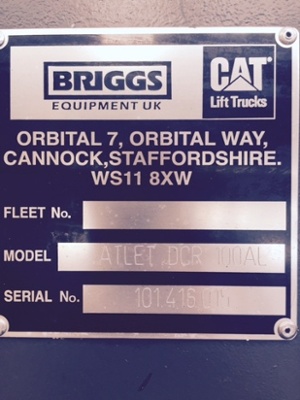 BRIGGS
EQUIPMENT UK
CAT
Lift Trucks
ORBITAL 7, ORBITAL WAY,
CANNOCK,STAFFORDSHIRE.
WS11 8XW
FLEET No.
MODEL ATLET
SERIAL No.